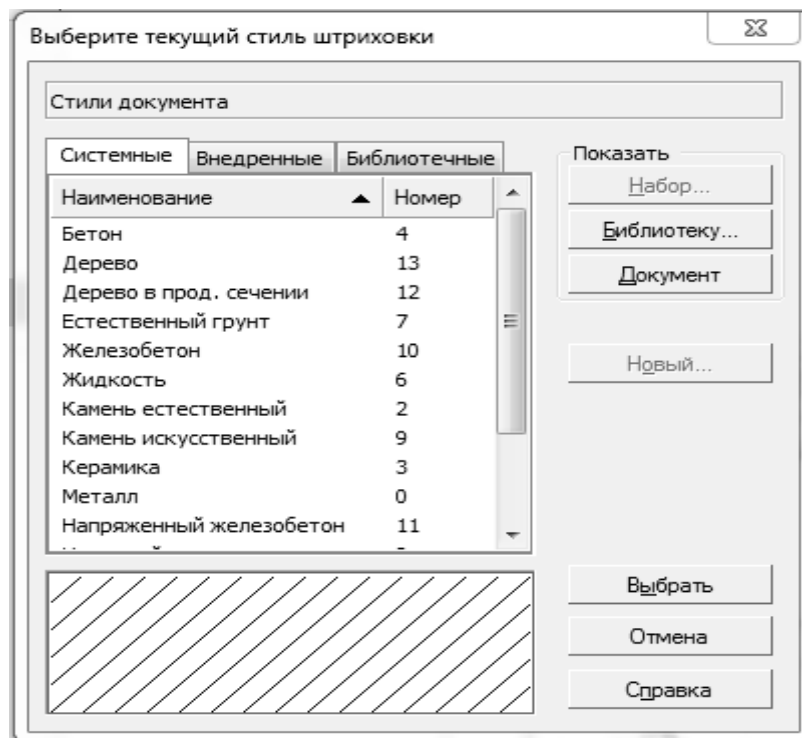 Выберите текущий стиль штриховки
Стили документа
Системные Внедренные Библиотечные
Наименование Номер
Бетон 4
Дерево 13
Дерево в прод. сечении 12
Естественный грунт 7
Железобетон 10
Жидкость 6
Камень естественный 2
Камень искусственный 9
Керамика 3
Металл 0
Напряженный железобетон 11
Показать
Набор...
Библиотеку...
Документ
Новый...
Выбрать
Отмена
Справка